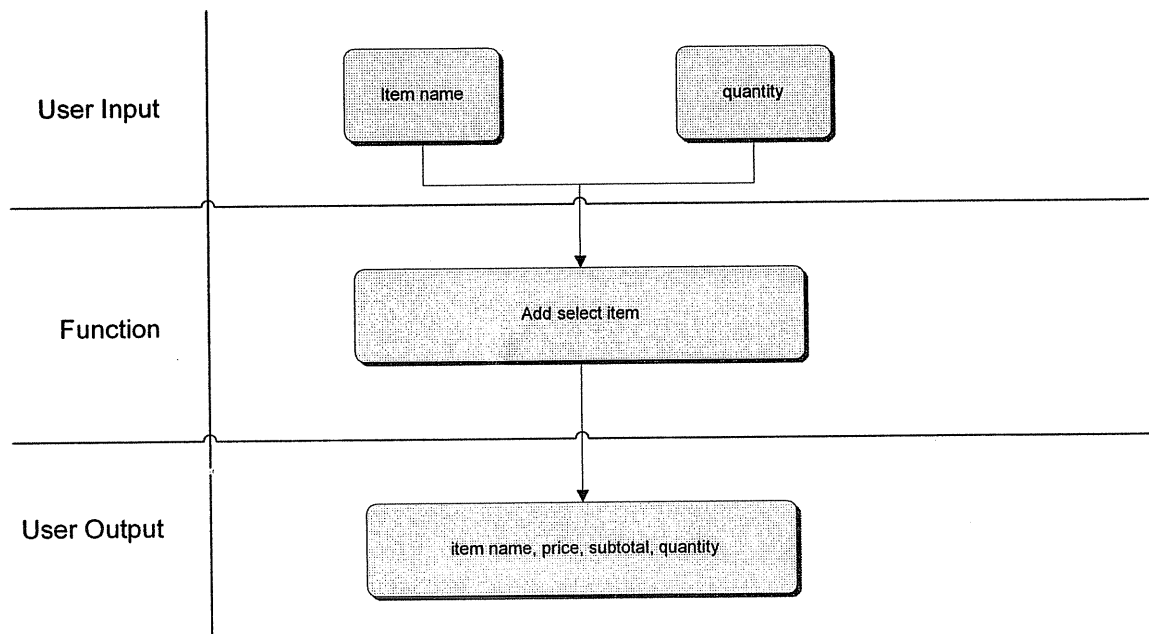 User Input
Item name
quantity
Function
Add select item
User Output
item name, price, subtotal, quantity